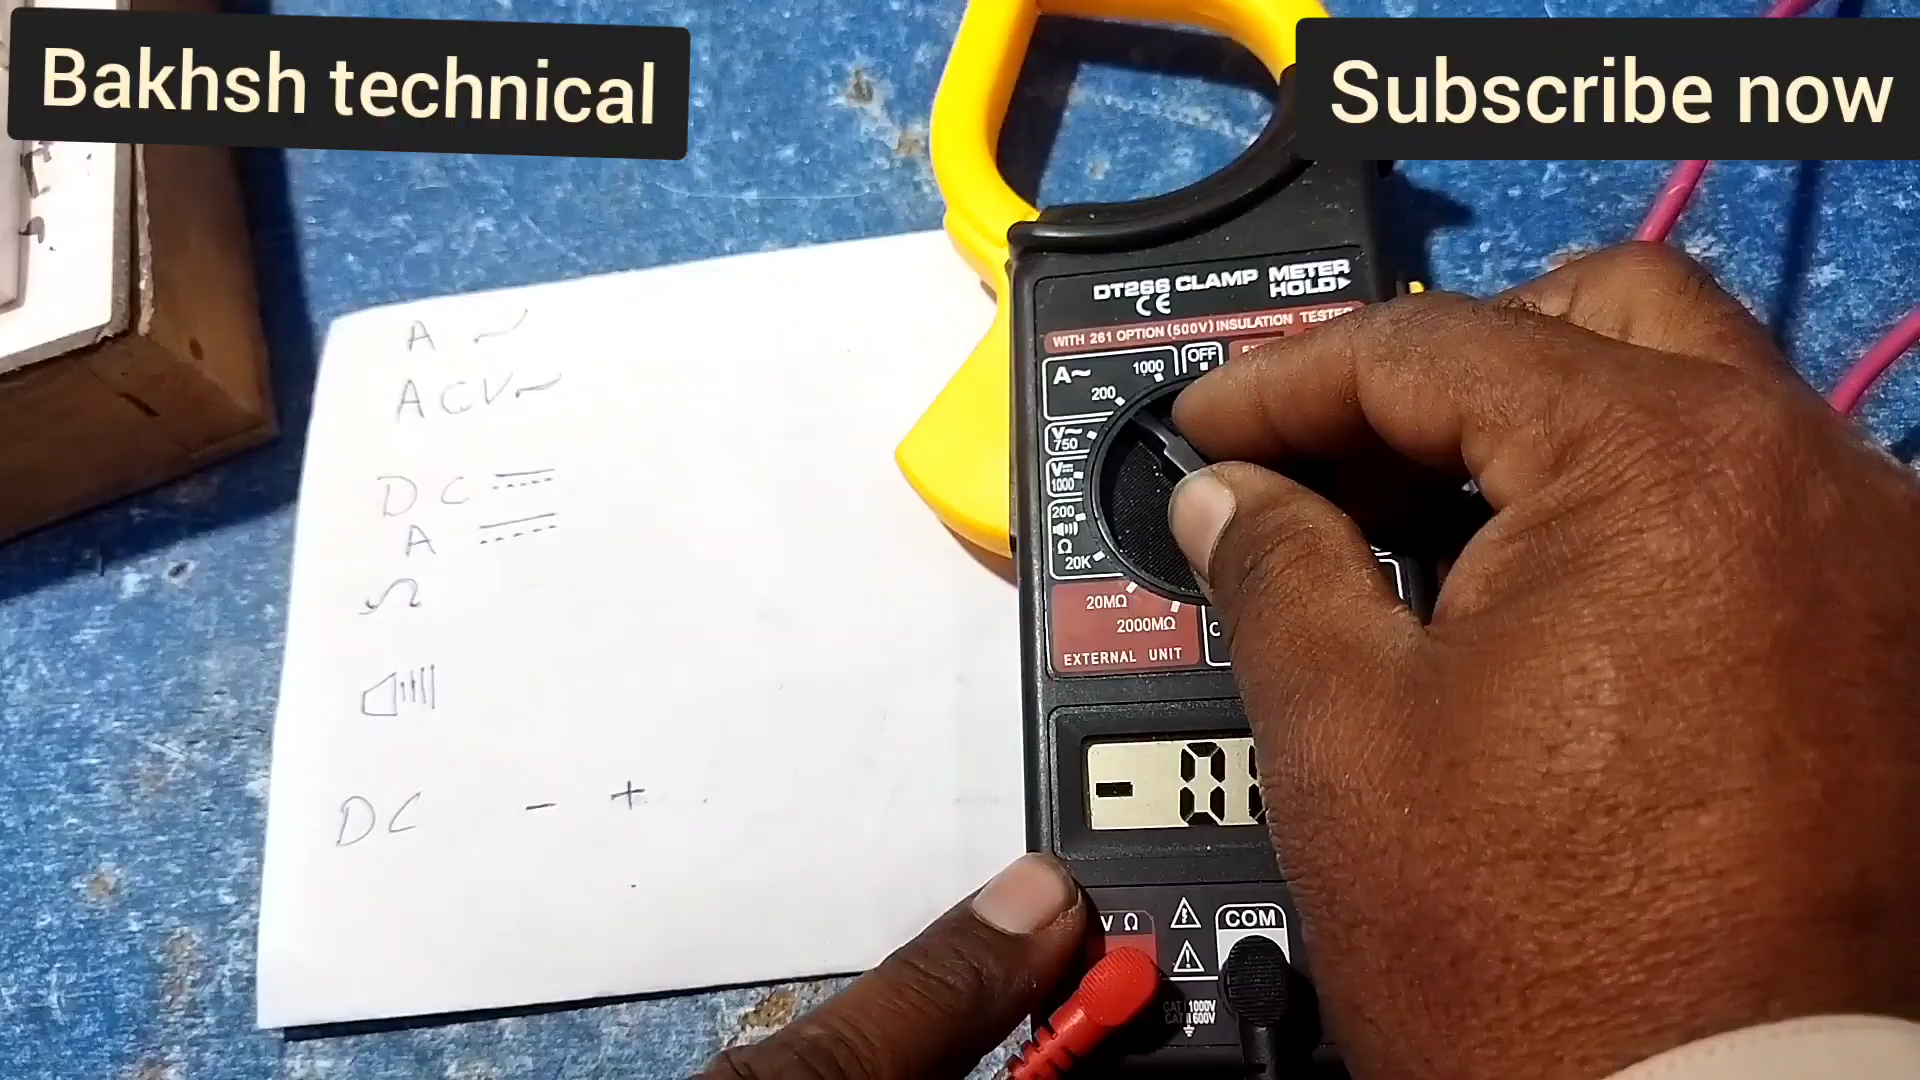 Bakhsh technical
Subscribe now
A ~
ACV~
DC
A
Ω
DC - +
DT266 CLAMP METER
CE HOLD
WITH 261 OPTION (500V) INSULATION TESTER
A~ 1000 OFF
200
V~
750
V
1000
200
Ω
20K
20MΩ
2000MΩ
EXTERNAL UNIT
VΩ COM
CAT I 1000V
CAT II 600V